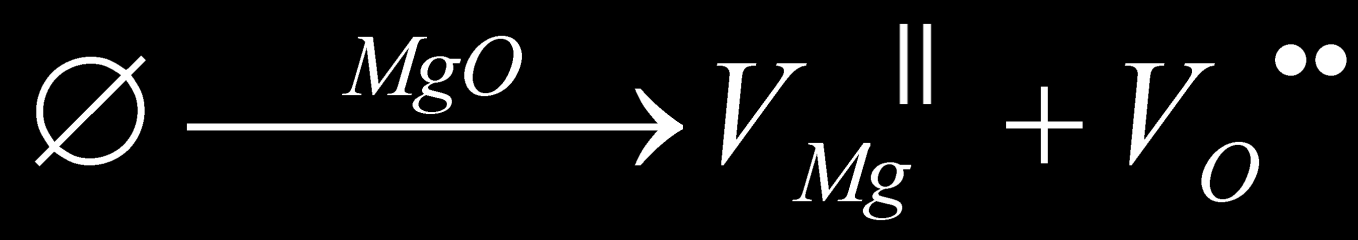 ∅ —MgO→ V_Mg^|| + V_O^••